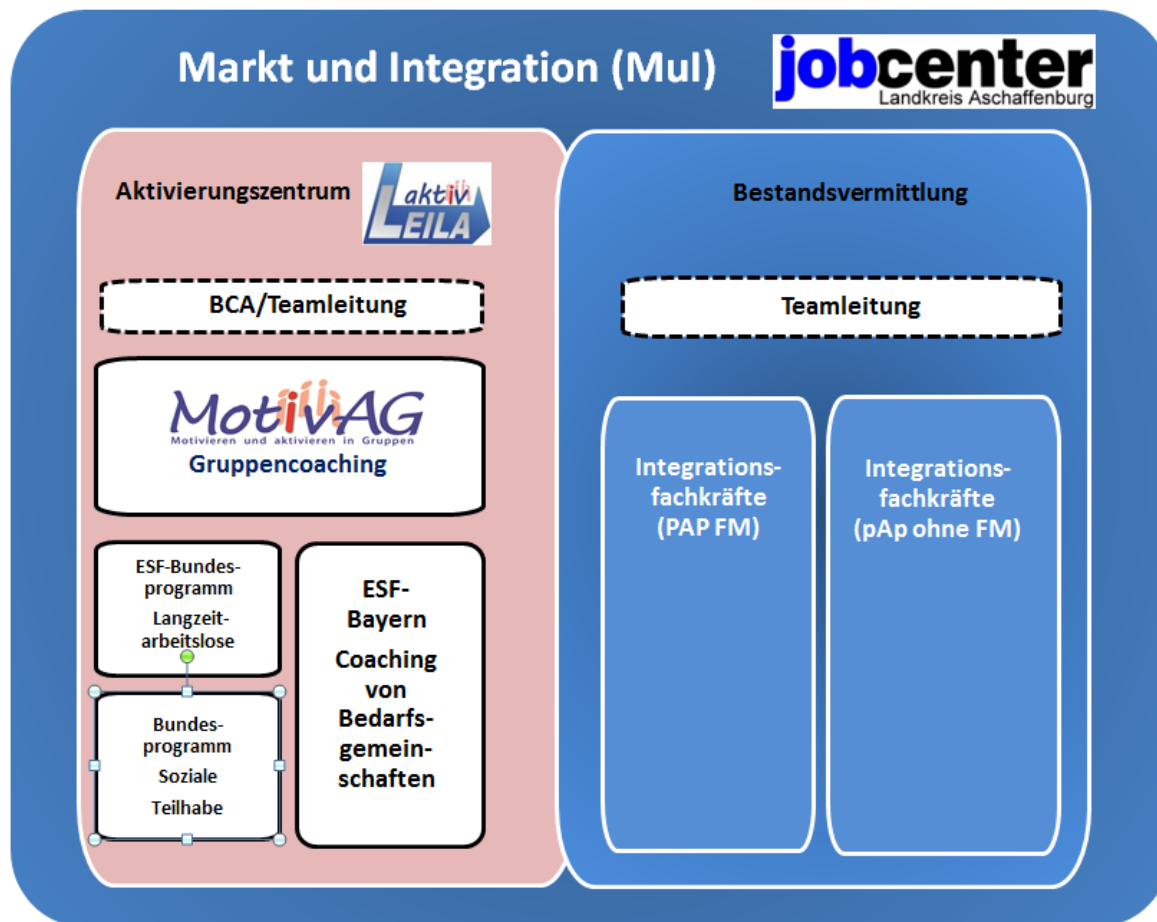 Markt und Integration (MuI)
jobcenter
Landkreis Aschaffenburg
Aktivierungszentrum
aktiv
LEILA
BCA/Teamleitung
MotivAG
Motivieren und aktivieren in Gruppen
Gruppencoaching
ESF-Bundes-
programm
Langzeit-
arbeitslose
Bundes-
programm
Soziale
Teilhabe
ESF-
Bayern
Coaching
von
Bedarfs-
gemein-
schaften
Bestandsvermittlung
Teamleitung
Integrations-
fachkräfte
(PAP FM)
Integrations-
fachkräfte
(pAp ohne FM)